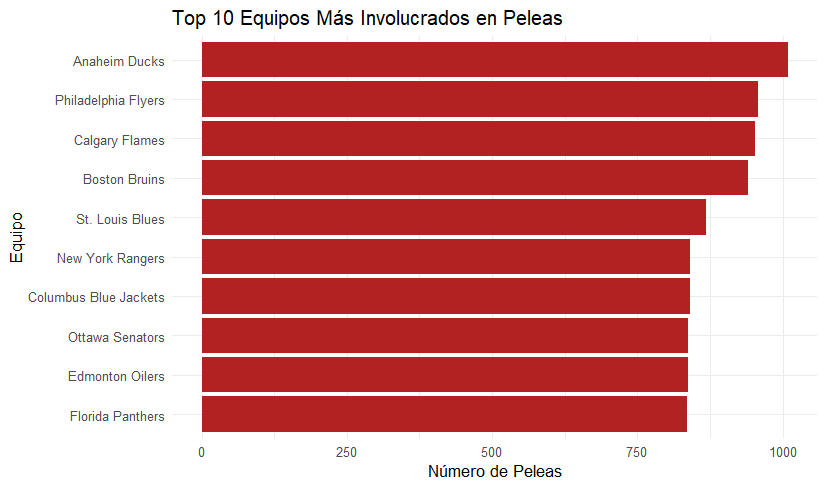 Top 10 Equipos Más Involucrados en Peleas
Equipo
Anaheim Ducks
Philadelphia Flyers
Calgary Flames
Boston Bruins
St. Louis Blues
New York Rangers
Columbus Blue Jackets
Ottawa Senators
Edmonton Oilers
Florida Panthers
0 250 500 750 1000
Número de Peleas